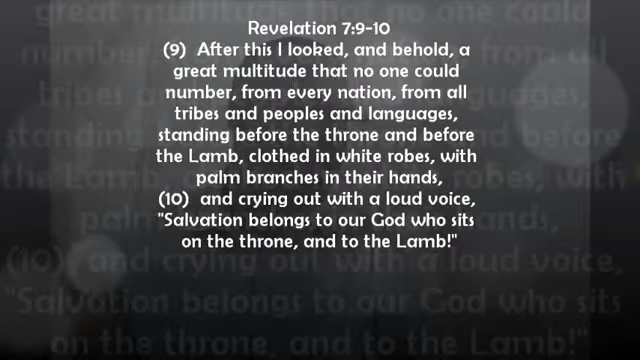 Revelation 7:9-10
(9) After this I looked, and behold, a
great multitude that no one could
number, from every nation, from all
tribes and peoples and languages,
standing before the throne and before
the Lamb, clothed in white robes, with
palm branches in their hands,
(10) and crying out with a loud voice,
"Salvation belongs to our God who sits
on the throne, and to the Lamb!"